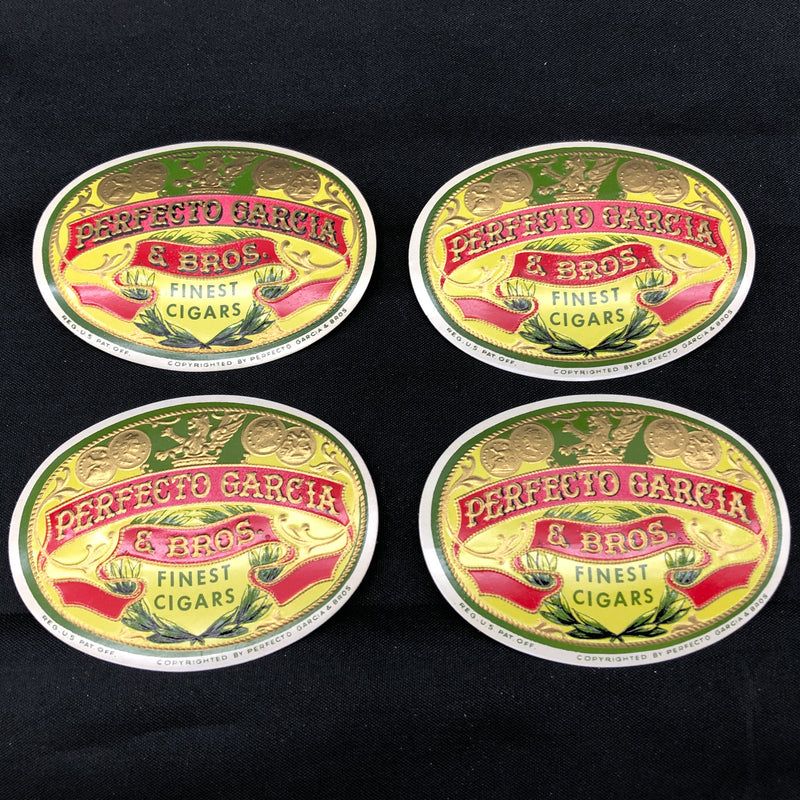 PERFECTO GARCIA
& BROS.
FINEST
CIGARS
REG. U.S. PAT. OFF.
COPYRIGHTED BY PERFECTO GARCIA & BROS
PERFECTO GARCIA
& BROS.
FINEST
CIGARS
REG. U.S. PAT. OFF.
COPYRIGHTED BY PERFECTO GARCIA & BROS
PERFECTO GARCIA
& BROS.
FINEST
CIGARS
REG. U.S. PAT. OFF.
COPYRIGHTED BY PERFECTO GARCIA & BROS
PERFECTO GARCIA
& BROS.
FINEST
CIGARS
REG. U.S. PAT. OFF.
COPYRIGHTED BY PERFECTO GARCIA & BROS